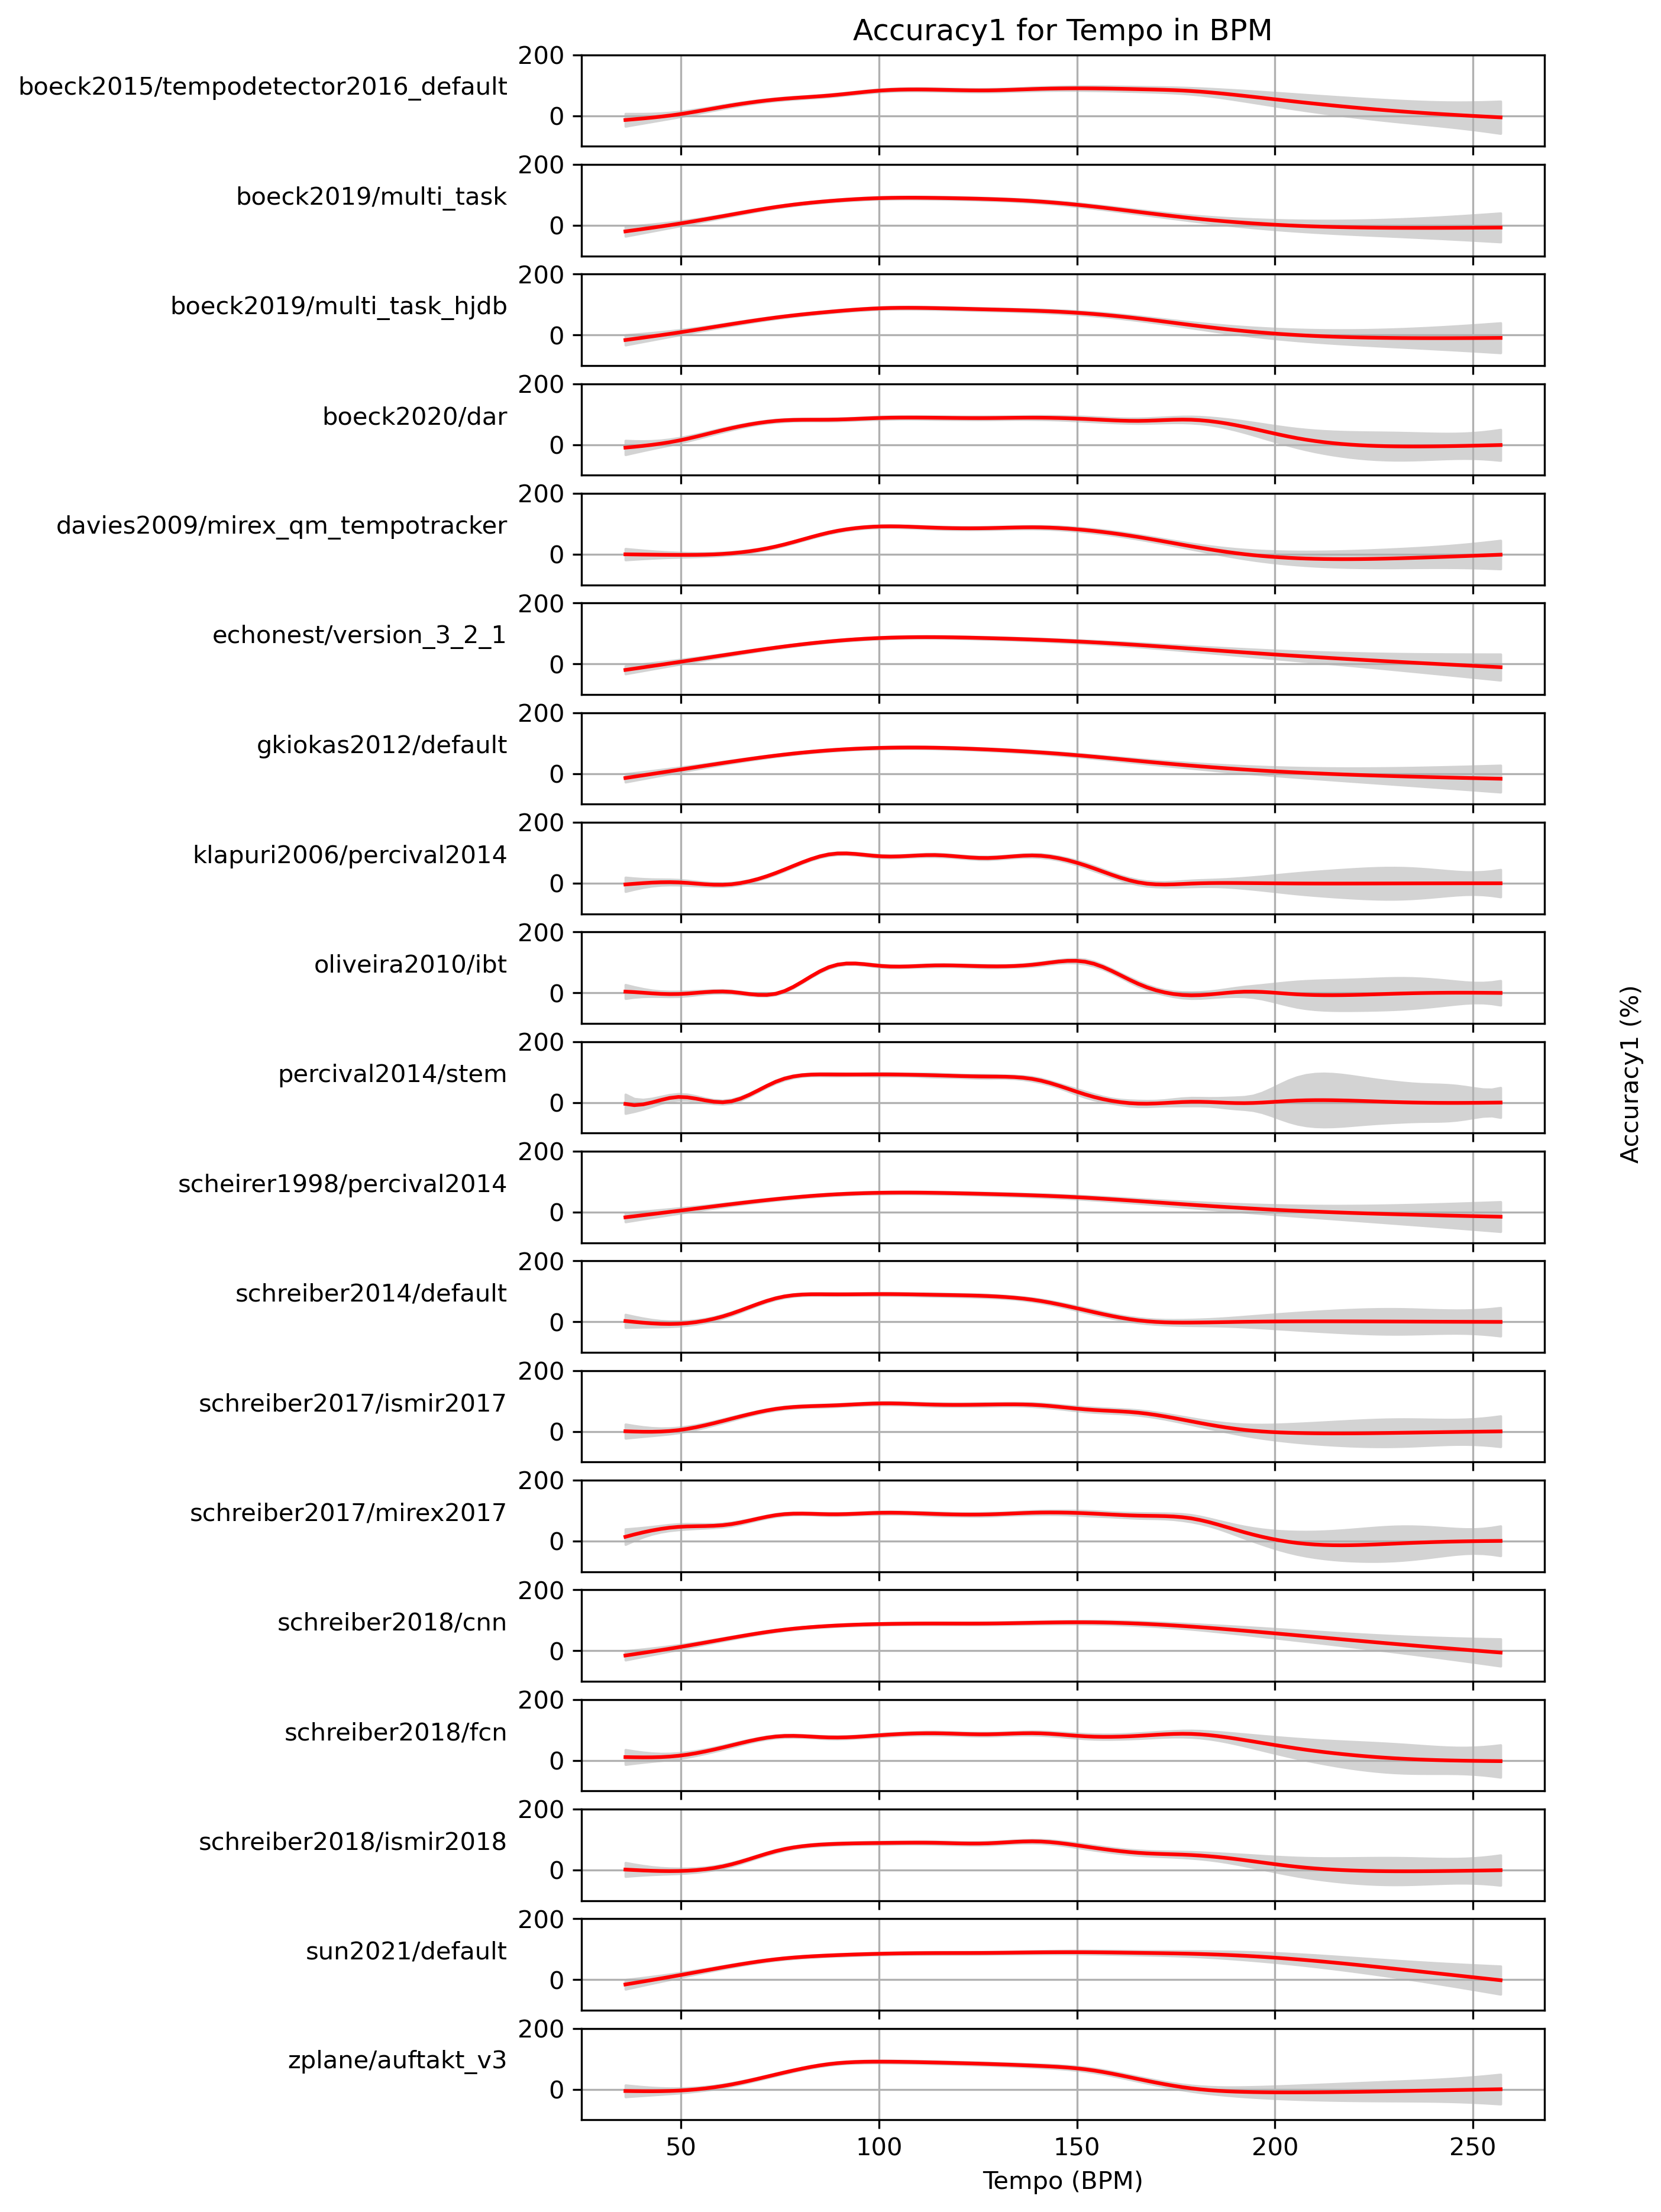 Accuracy1 for Tempo in BPM
200
boeck2015/tempodetector2016_default
0
200
boeck2019/multi_task
0
200
boeck2019/multi_task_hjdb
0
200
boeck2020/dar
0
200
davies2009/mirex_qm_tempotracker
0
200
echonest/version_3_2_1
0
200
gkiokas2012/default
0
200
klapuri2006/percival2014
0
200
oliveira2010/ibt
0
200
percival2014/stem
0
200
scheirer1998/percival2014
0
200
schreiber2014/default
0
200
schreiber2017/ismir2017
0
200
schreiber2017/mirex2017
0
200
schreiber2018/cnn
0
200
schreiber2018/fcn
0
200
schreiber2018/ismir2018
0
200
sun2021/default
0
200
zplane/auftakt_v3
0
50 100 150 200 250
Tempo (BPM)
Accuracy1 (%)